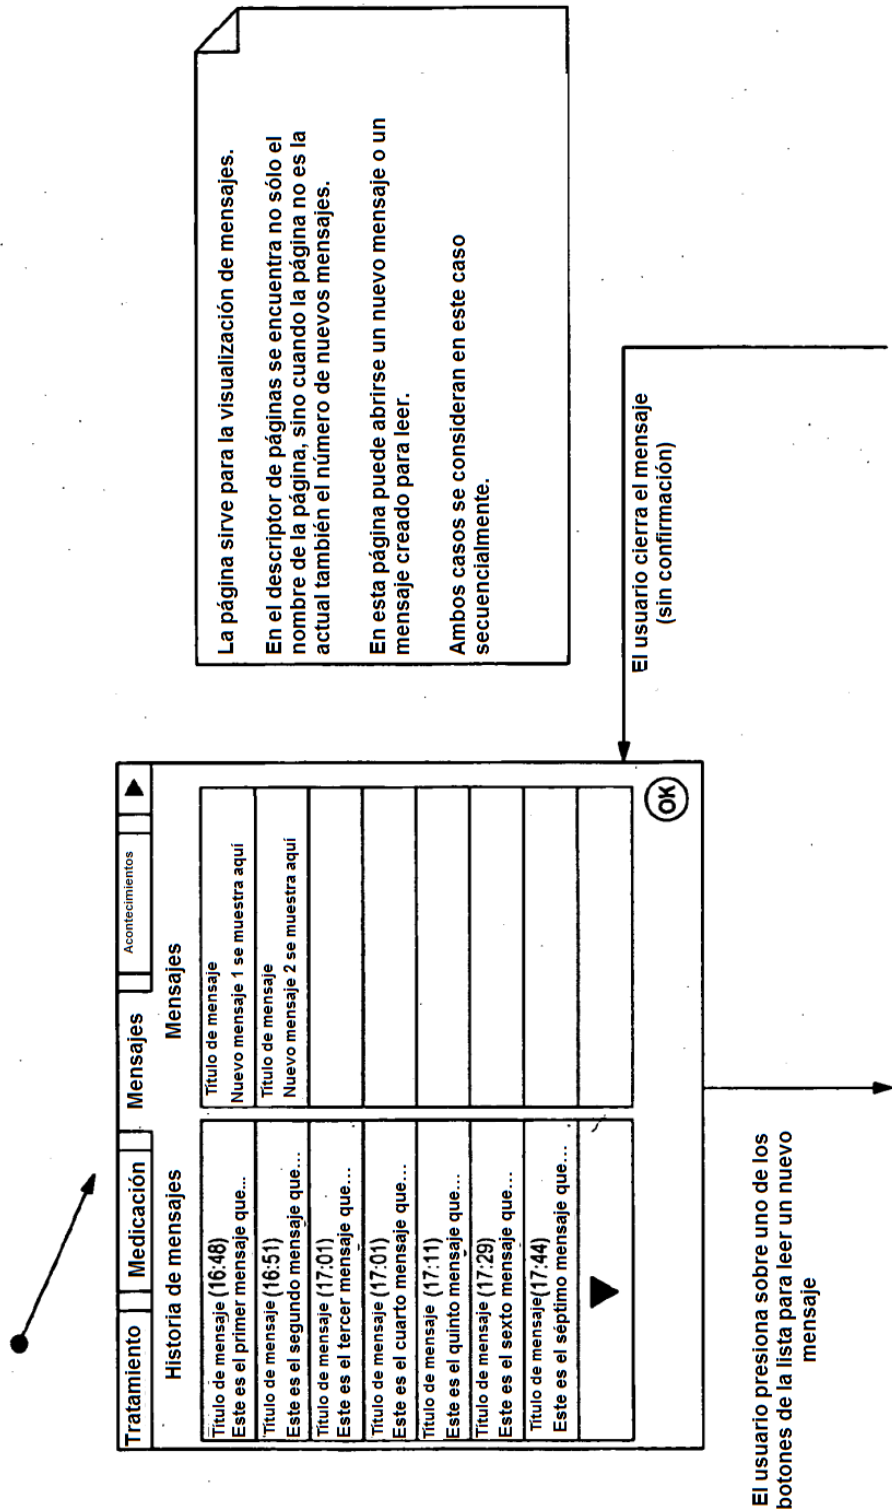 Tratamiento
Medicación
Mensajes
Acontecimientos
Historia de mensajes
Mensajes
Título de mensaje (16:48)
Este es el primer mensaje que...
Título de mensaje (16:51)
Este es el segundo mensaje que...
Título de mensaje (17:01)
Este es el tercer mensaje que...
Título de mensaje (17:01)
Este es el cuarto mensaje que...
Título de mensaje (17:11)
Este es el quinto mensaje que...
Título de mensaje (17:29)
Este es el sexto mensaje que...
Título de mensaje(17:44)
Este es el séptimo mensaje que...
Título de mensaje
Nuevo mensaje 1 se muestra aquí
Título de mensaje
Nuevo mensaje 2 se muestra aquí
OK
La página sirve para la visualización de mensajes.
En el descriptor de páginas se encuentra no sólo el
nombre de la página, sino cuando la página no es la
actual también el número de nuevos mensajes.
En esta página puede abrirse un nuevo mensaje o un
mensaje creado para leer.
Ambos casos se consideran en este caso
secuencialmente.
El usuario cierra el mensaje
(sin confirmación)
El usuario presiona sobre uno de los
botones de la lista para leer un nuevo
mensaje